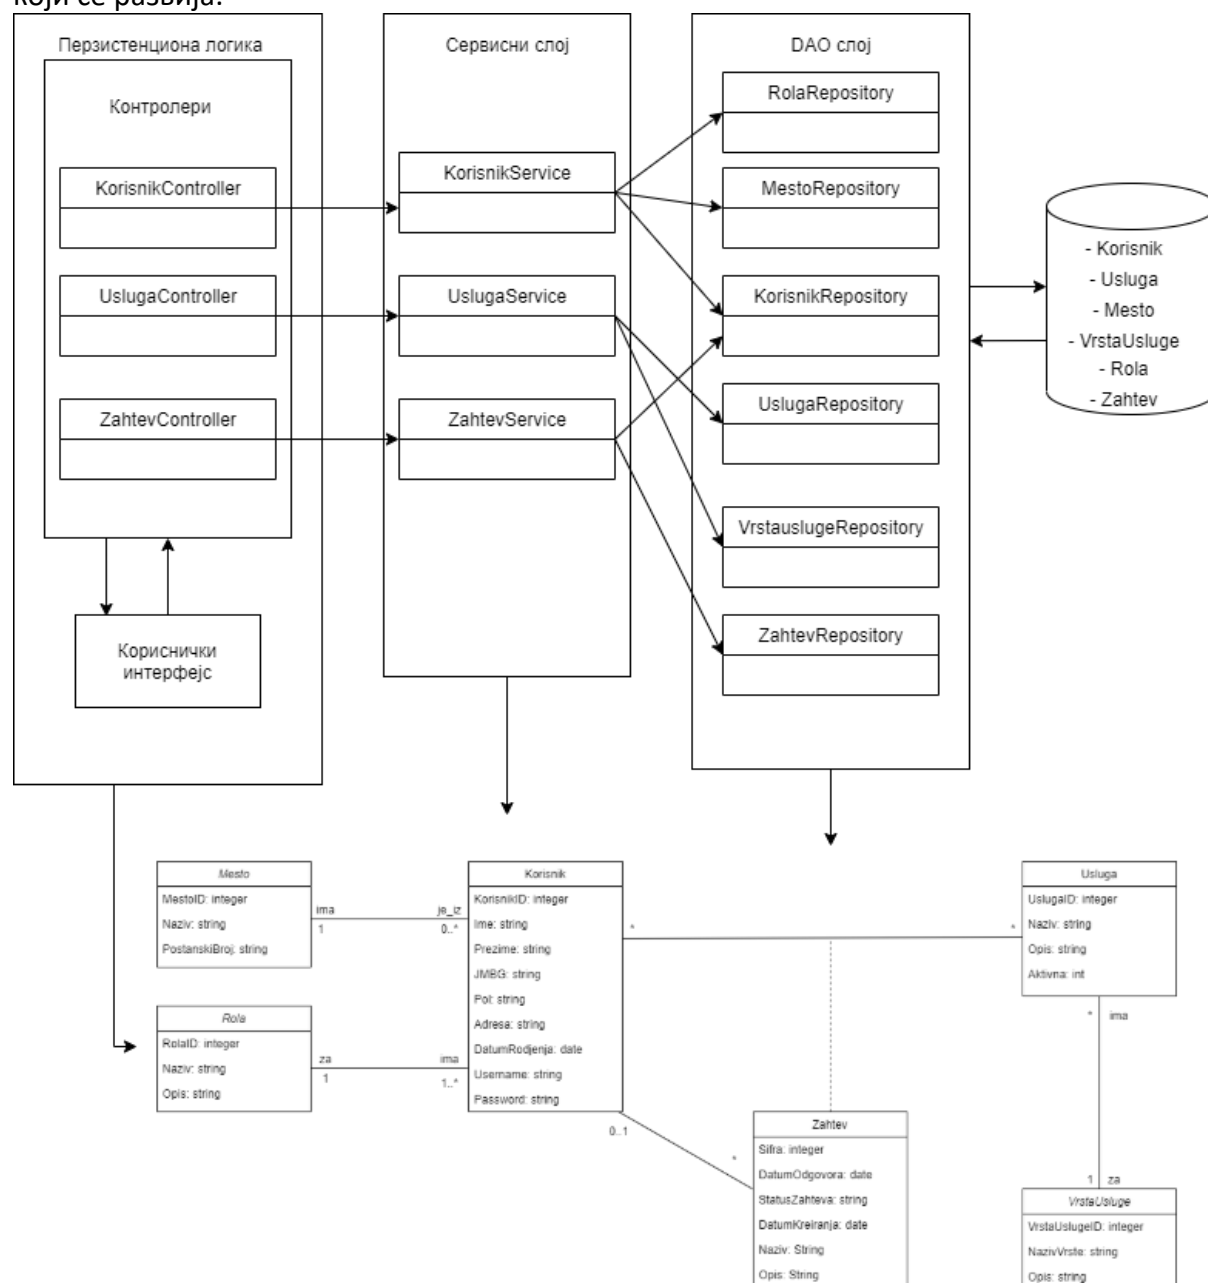 који се развија.
Перзистенциона логика
Сервисни слој
DAO слој
Контролери
RolaRepository
KorisnikController
KorisnikService
MestoRepository
UslugaController
UslugaService
KorisnikRepository
ZahtevController
ZahtevService
UslugaRepository
VrstauslugeRepository
ZahtevRepository
Кориснички
интерфејс
- Korisnik
- Usluga
- Mesto
- VrstaUsluge
- Rola
- Zahtev
Mesto
MestoID: integer
Naziv: string
PostanskiBroj: string
ima
1
je_iz
0..*
Rola
RolaID: integer
Naziv: string
Opis: string
za
1
ima
1..*
Korisnik
KorisnikID: integer
Ime: string
Prezime: string
JMBG: string
Pol: string
Adresa: string
DatumRodjenja: date
Username: string
Password: string
*
*
0..1
*
Usluga
UslugaID: integer
Naziv: string
Opis: string
Aktivna: int
* ima
1 za
Zahtev
Sifra: integer
DatumOdgovora: date
StatusZahteva: string
DatumKreiranja: date
Naziv: String
Opis: String
VrstaUsluge
VrstaUslugeID: integer
NazivVrste: string
Opis: string